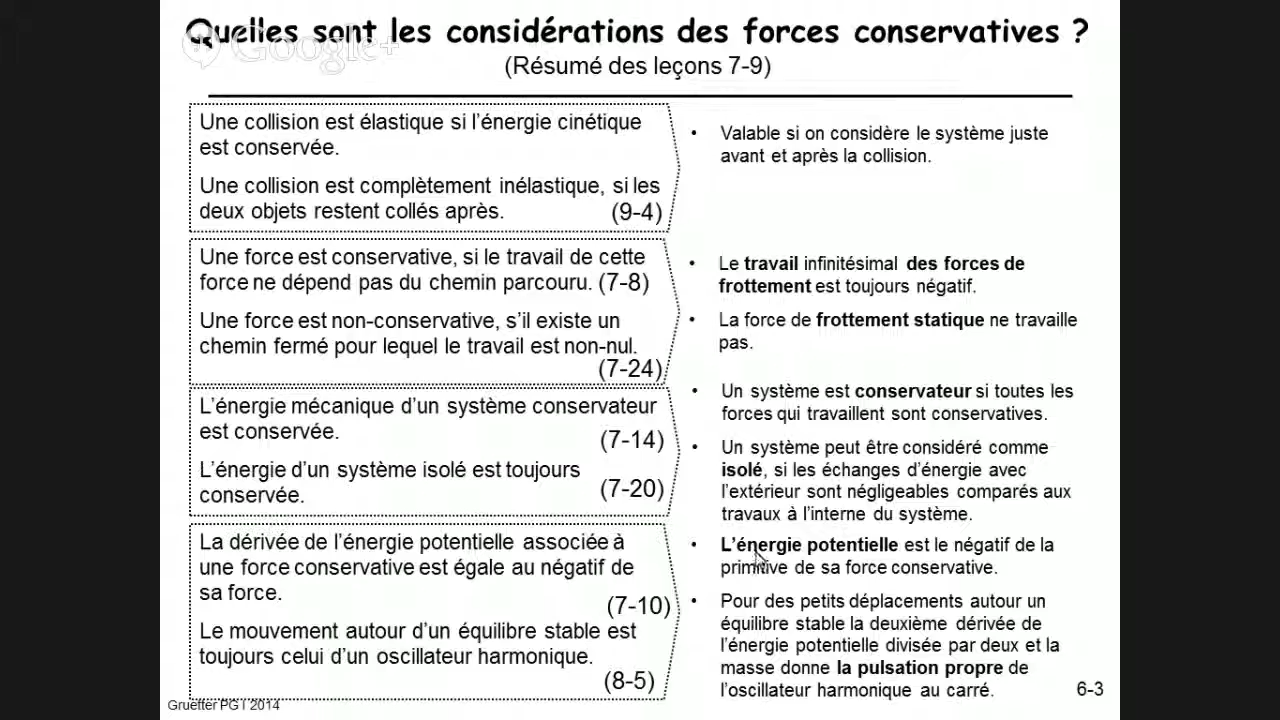 Quelles sont les considérations des forces conservatives ?
Google+
(Résumé des leçons 7-9)
Une collision est élastique si l’énergie cinétique
est conservée.
Une collision est complètement inélastique, si les
deux objets restent collés après. (9-4)
Valable si on considère le système juste
avant et après la collision.
Une force est conservative, si le travail de cette
force ne dépend pas du chemin parcouru. (7-8)
Une force est non-conservative, s’il existe un
chemin fermé pour lequel le travail est non-nul.
(7-24)
Le travail infinitésimal des forces de
frottement est toujours négatif.
La force de frottement statique ne travaille
pas.
L’énergie mécanique d’un système conservateur
est conservée. (7-14)
L’énergie d’un système isolé est toujours
conservée. (7-20)
Un système est conservateur si toutes les
forces qui travaillent sont conservatives.
Un système peut être considéré comme
isolé, si les échanges d’énergie avec
l’extérieur sont négligeables comparés aux
travaux à l’interne du système.
La dérivée de l’énergie potentielle associée à
une force conservative est égale au négatif de
sa force. (7-10)
Le mouvement autour d’un équilibre stable est
toujours celui d’un oscillateur harmonique.
(8-5)
L’énergie potentielle est le négatif de la
primitive de sa force conservative.
Pour des petits déplacements autour un
équilibre stable la deuxième dérivée de
l’énergie potentielle divisée par deux et la
masse donne la pulsation propre de
l’oscillateur harmonique au carré.
Gruetter PG I 2014
6-3